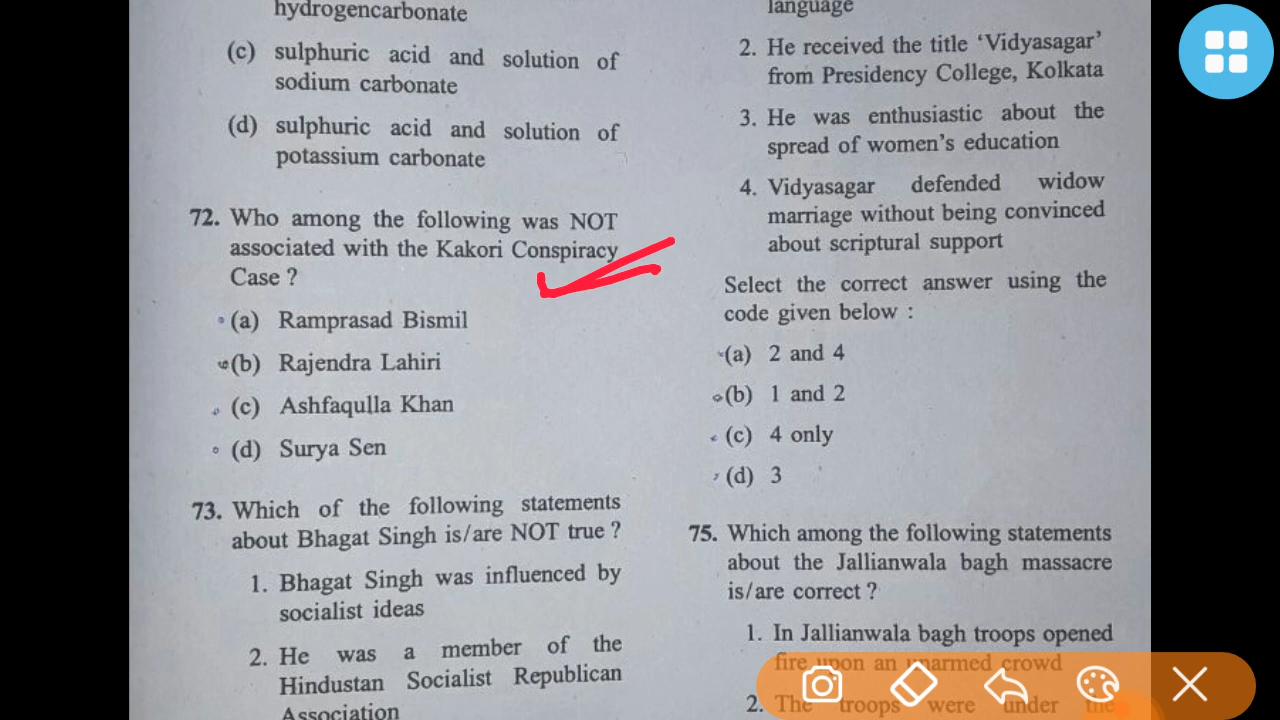 hydrogencarbonate
(c) sulphuric acid and solution of
sodium carbonate
(d) sulphuric acid and solution of
potassium carbonate
72. Who among the following was NOT
associated with the Kakori Conspiracy
Case ?
(a) Ramprasad Bismil
(b) Rajendra Lahiri
(c) Ashfaqulla Khan
(d) Surya Sen
73. Which of the following statements
about Bhagat Singh is/are NOT true ?
1. Bhagat Singh was influenced by
socialist ideas
2. He was a member of the
Hindustan Socialist Republican
Association
language
2. He received the title ‘Vidyasagar’
from Presidency College, Kolkata
3. He was enthusiastic about the
spread of women’s education
4. Vidyasagar defended widow
marriage without being convinced
about scriptural support
Select the correct answer using the
code given below :
(a) 2 and 4
(b) 1 and 2
(c) 4 only
(d) 3
75. Which among the following statements
about the Jallianwala bagh massacre
is/are correct ?
1. In Jallianwala bagh troops opened
fire upon an unarmed crowd
2. The troops were under the